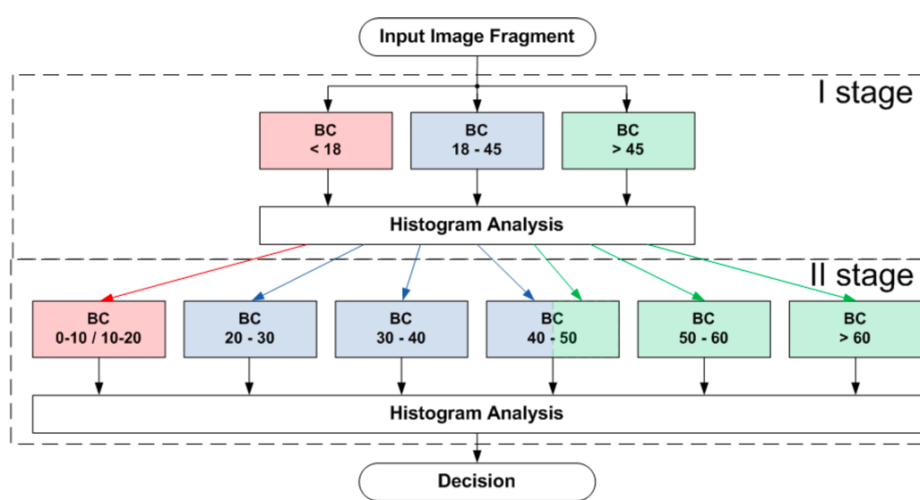 Input Image Fragment
I stage
BC
< 18
BC
18 - 45
BC
> 45
Histogram Analysis
II stage
BC
0-10 / 10-20
BC
20 - 30
BC
30 - 40
BC
40 - 50
BC
50 - 60
BC
> 60
Histogram Analysis
Decision